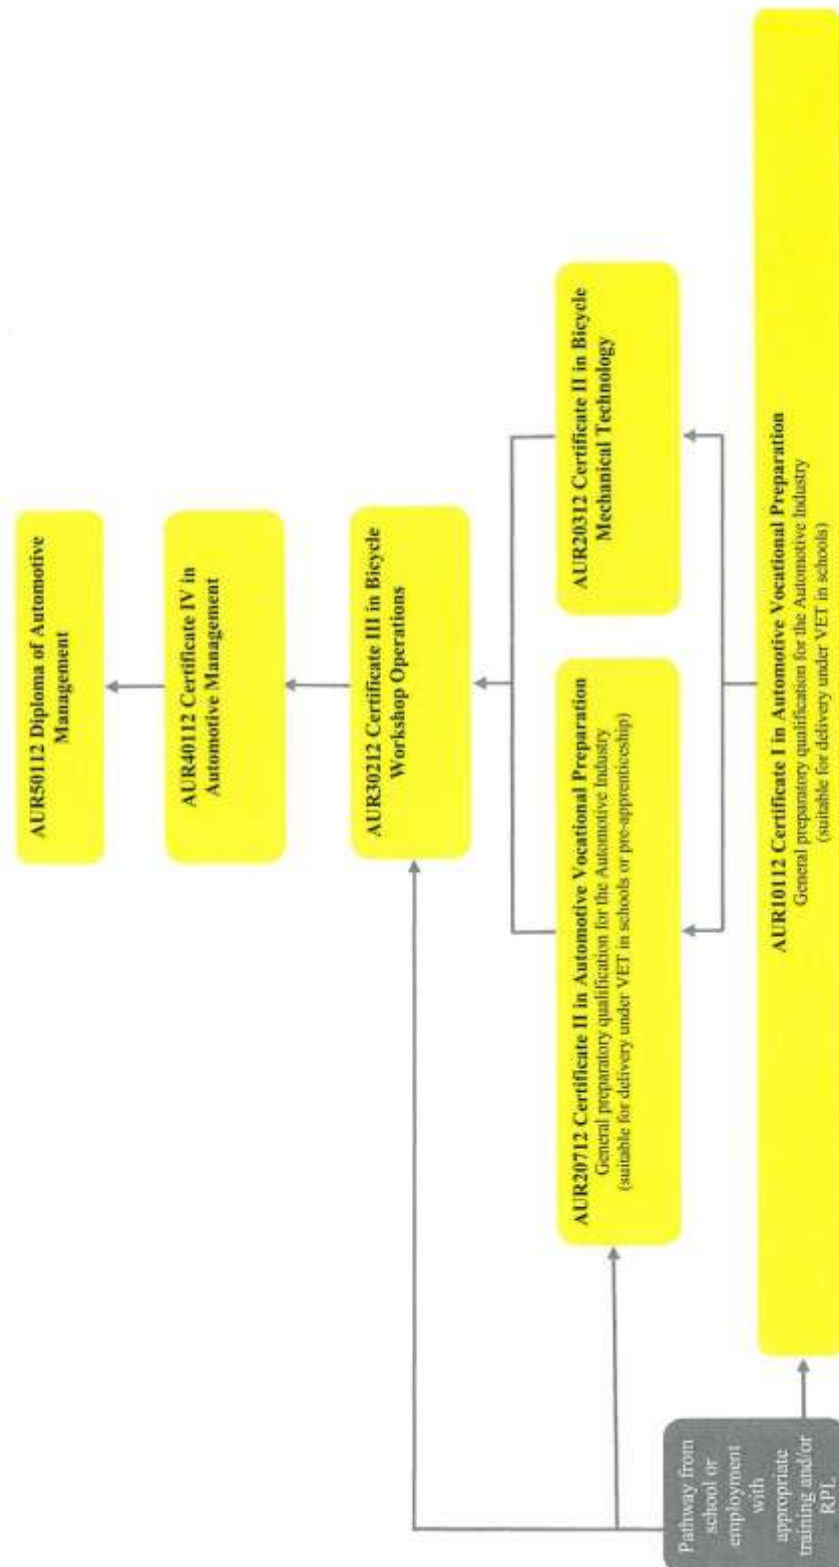 AUR50112 Diploma of Automotive
Management
AUR40112 Certificate IV in
Automotive Management
AUR30212 Certificate III in Bicycle
Workshop Operations
AUR20712 Certificate II in Automotive Vocational Preparation
General preparatory qualification for the Automotive Industry
(suitable for delivery under VET in schools or pre-apprenticeship)
AUR20312 Certificate II in Bicycle
Mechanical Technology
Pathway from
school or
employment
with
appropriate
training and/or
RPL
AUR10112 Certificate I in Automotive Vocational Preparation
General preparatory qualification for the Automotive Industry
(suitable for delivery under VET in schools)